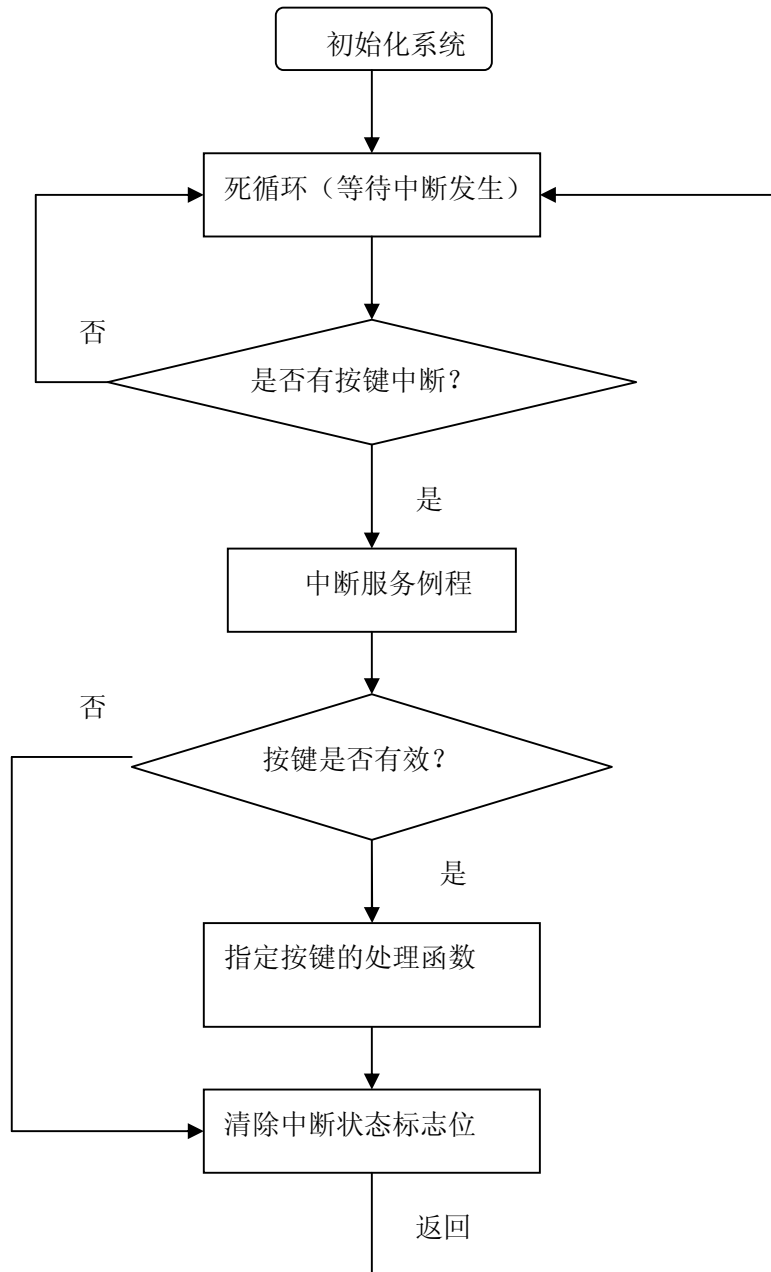 初始化系统
死循环（等待中断发生）
否
是否有按键中断？
是
中断服务例程
否
按键是否有效？
是
指定按键的处理函数
清除中断状态标志位
返回